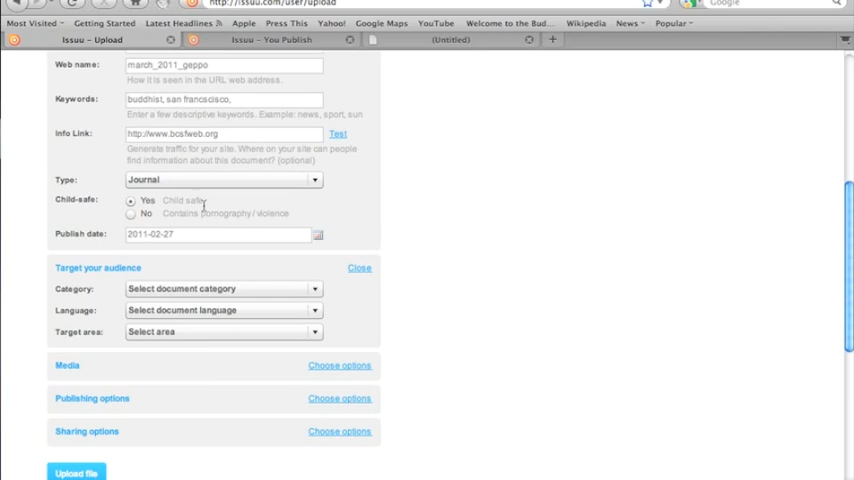 http://issuu.com/user/upload
Google
Most Visited
Getting Started
Latest Headlines
Apple
Press This
Yahoo!
Google Maps
YouTube
Welcome to the Bud...
Wikipedia
News
Popular
Issuu - Upload
Issuu - You Publish
(Untitled)
Web name: march_2011_geppo
How it is seen in the URL web address.
Keywords: buddhist, san francscisco,
Enter a few descriptive keywords. Example: news, sport, sun
Info Link: http://www.bcsfweb.org Test
Generate traffic for your site. Where on your site can people
find information about this document? (optional)
Type: Journal
Child-safe: Yes Child safe
No Contains pornography / violence
Publish date: 2011-02-27
Target your audience Close
Category: Select document category
Language: Select document language
Target area: Select area
Media Choose options
Publishing options Choose options
Sharing options Choose options
Upload file